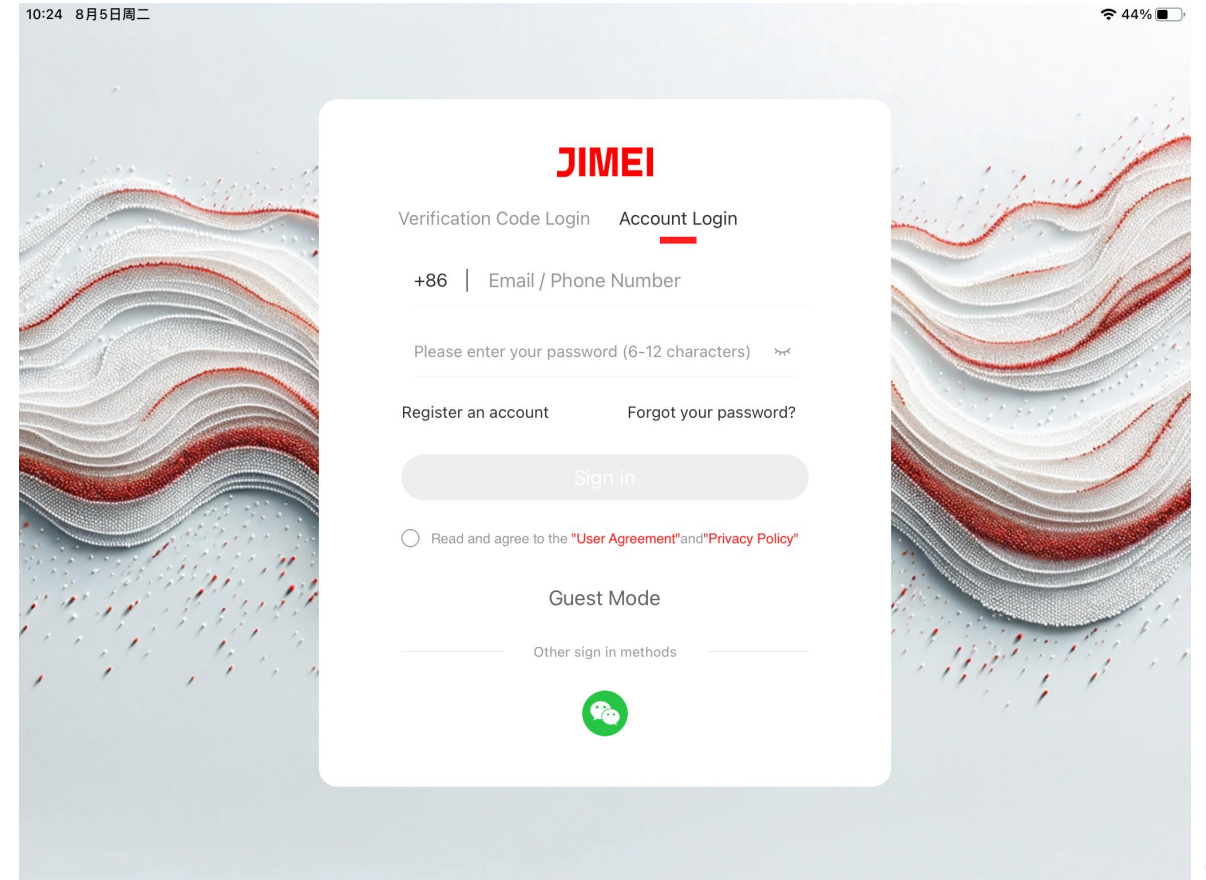 10:24 8月5日周二 44%
JIMEI
Verification Code Login Account Login
+86 Email / Phone Number
Please enter your password (6-12 characters)
Register an account Forgot your password?
Sign in
Read and agree to the "User Agreement"and"Privacy Policy"
Guest Mode
Other sign in methods